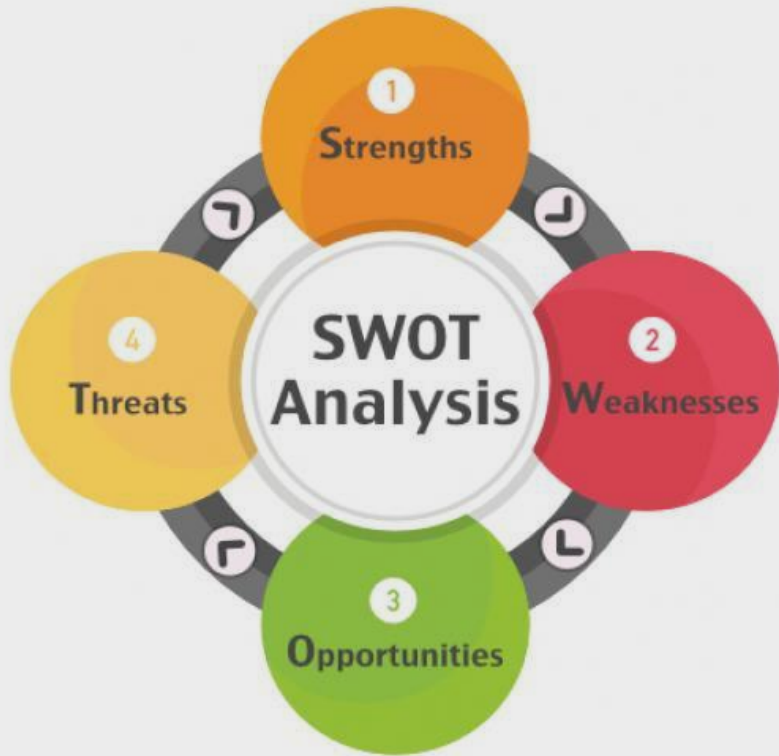 1
Strengths
SWOT
Analysis
2
Weaknesses
3
Opportunities
4
Threats